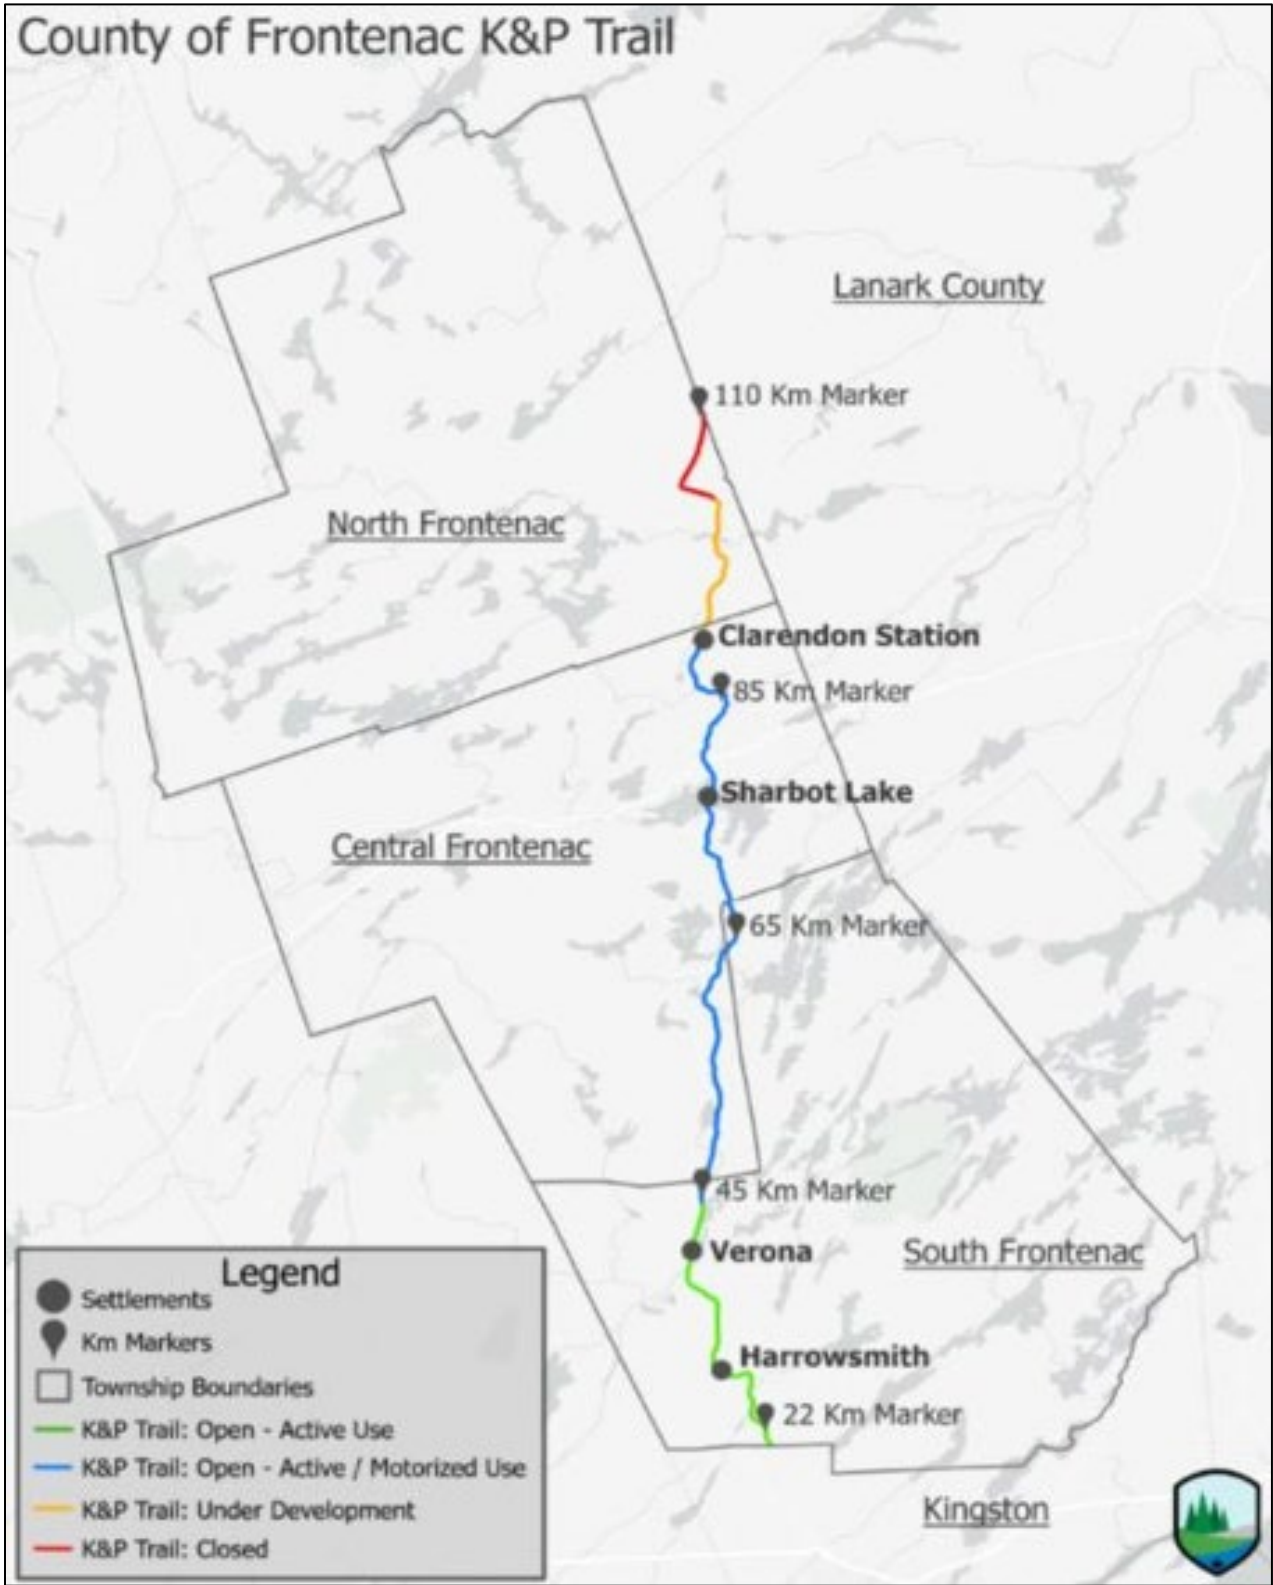 County of Frontenac K&P Trail
Lanark County
110 Km Marker
North Frontenac
Clarendon Station
85 Km Marker
Sharbot Lake
Central Frontenac
65 Km Marker
45 Km Marker
Verona
South Frontenac
Harrowsmith
22 Km Marker
Kingston
Legend
Settlements
Km Markers
Township Boundaries
K&P Trail: Open - Active Use
K&P Trail: Open - Active / Motorized Use
K&P Trail: Under Development
K&P Trail: Closed